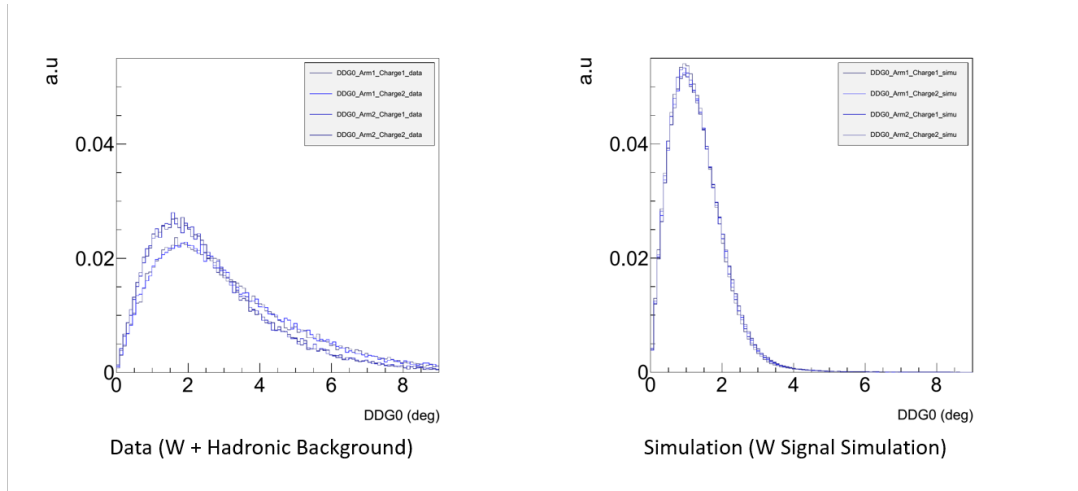 a.u
DDG0_Arm1_Charge1_data
DDG0_Arm1_Charge2_data
DDG0_Arm2_Charge1_data
DDG0_Arm2_Charge2_data
0.04
0.02
0
0 2 4 6 8
DDG0 (deg)
Data (W + Hadronic Background)
a.u
DDG0_Arm1_Charge1_simu
DDG0_Arm1_Charge2_simu
DDG0_Arm2_Charge1_simu
DDG0_Arm2_Charge2_simu
0.04
0.02
0
0 2 4 6 8
DDG0 (deg)
Simulation (W Signal Simulation)